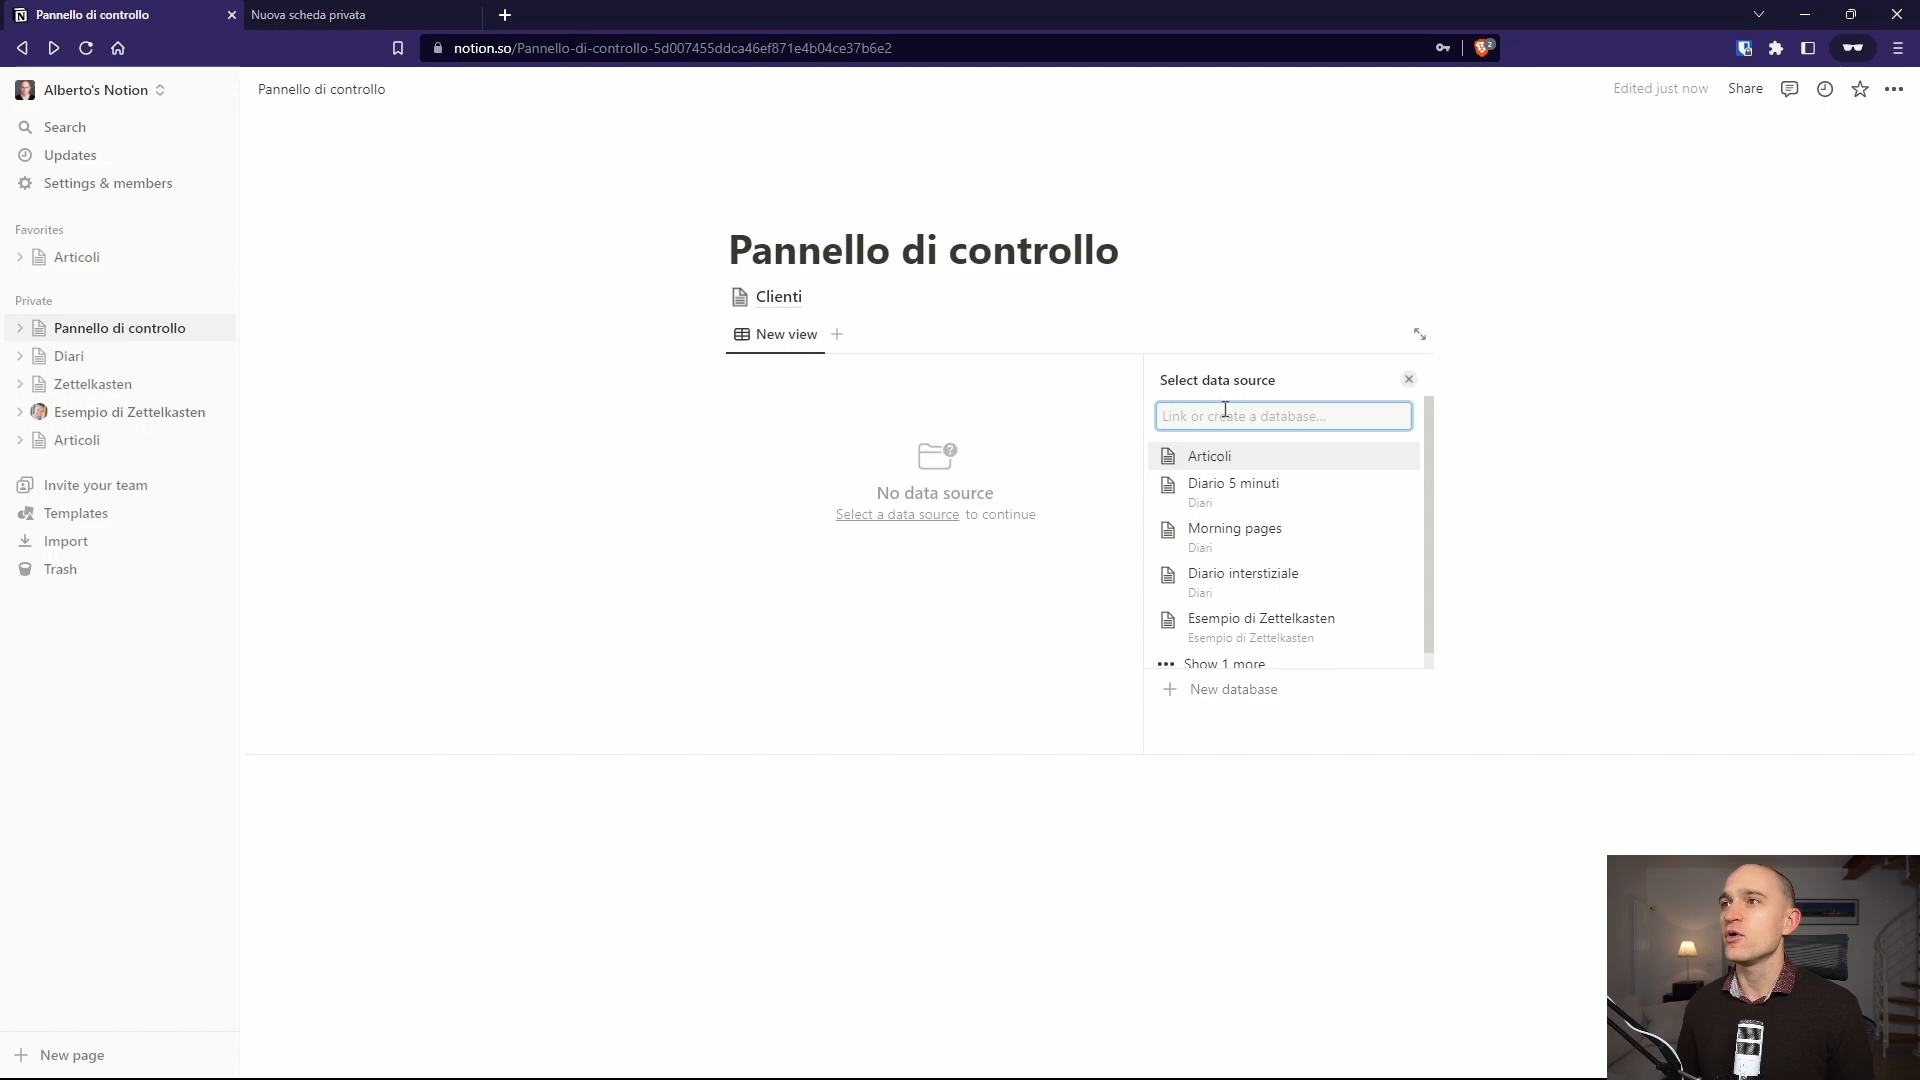 Pannello di controllo
Nuova scheda privata
notion.so/Pannello-di-controllo-5d007455ddca46ef871e4b04ce37b6e2
2
Alberto's Notion
Pannello di controllo
Edited just now
Share
Search
Updates
Settings & members
Favorites
Articoli
Private
Pannello di controllo
Diari
Zettelkasten
Esempio di Zettelkasten
Articoli
Invite your team
Templates
Import
Trash
New page
Pannello di controllo
Clienti
New view
No data source
Select a data source to continue
Select data source
Link or create a database...
Articoli
Diario 5 minuti
Diari
Morning pages
Diari
Diario interstiziale
Diari
Esempio di Zettelkasten
Esempio di Zettelkasten
Show 1 more
New database